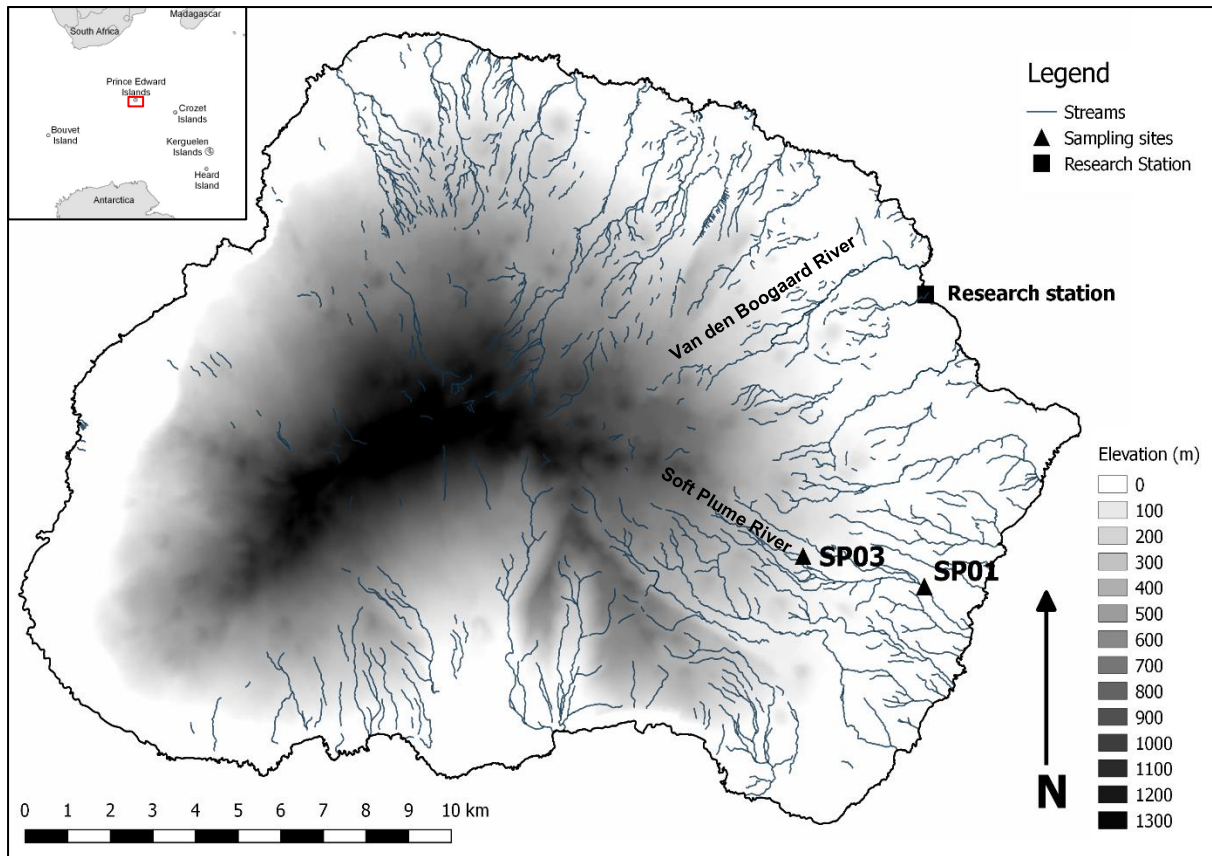 Madagascar
South Africa
Prince Edward
Islands
Crozet
Islands
Bouvet
Island
Kerguelen
Islands
Heard
Island
Antarctica
Legend
Streams
Sampling sites
Research Station
Van den Boogaard River
Research station
Soft Plume River
SP03
SP01
Elevation (m)
0
100
200
300
400
500
600
700
800
900
1000
1100
1200
1300
N
0 1 2 3 4 5 6 7 8 9 10 km